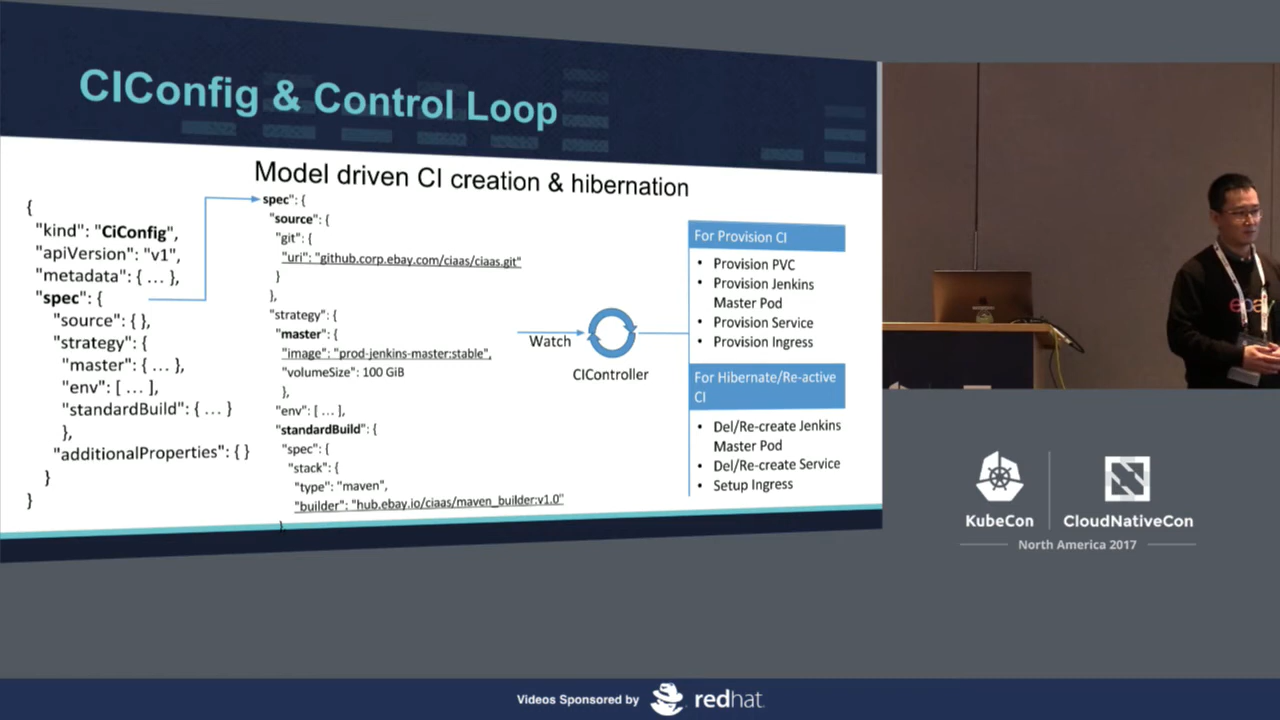 CIConfig & Control Loop
Model driven CI creation & hibernation
{
"kind": "CiConfig",
"apiVersion": "v1",
"metadata": { ... },
"spec": {
"source": { },
"strategy": {
"master": { ... },
"env": [ ... ],
"standardBuild": { ... }
},
"additionalProperties": { }
}
}
spec": {
"source": {
"git": {
"uri": "github.corp.ebay.com/ciaas/ciaas.git"
}
},
"strategy": {
"master": {
"image": "prod-jenkins-master:stable",
"volumeSize": 100 GiB
},
"env": [ ... ],
"standardBuild": {
"spec": {
"stack": {
"type": "maven",
"builder": "hub.ebay.io/ciaas/maven_builder:v1.0"
}
Watch
CIController
For Provision CI
• Provision PVC
• Provision Jenkins
Master Pod
• Provision Service
• Provision Ingress
For Hibernate/Re-active
CI
• Del/Re-create Jenkins
Master Pod
• Del/Re-create Service
• Setup Ingress
ebay
KubeCon
CloudNativeCon
North America 2017
Videos Sponsored by
redhat.